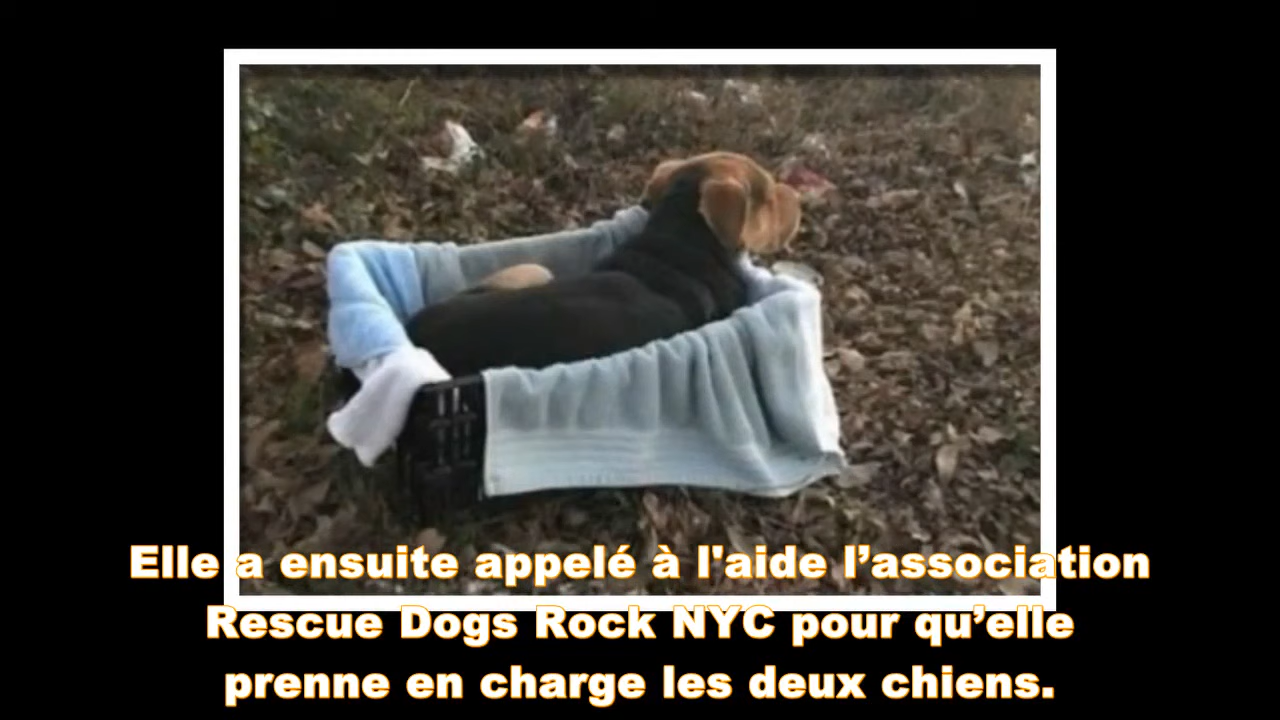 Elle a ensuite appelé à l'aide l’association
Rescue Dogs Rock NYC pour qu’elle
prenne en charge les deux chiens.